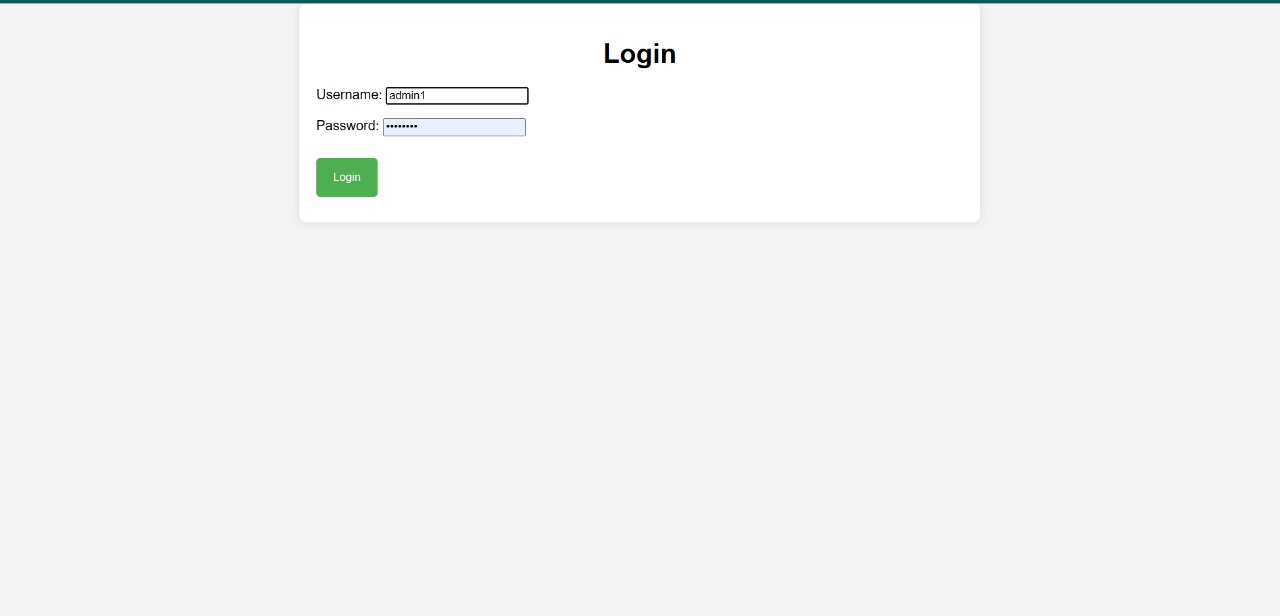 Login
Username: admin1
Password: ••••••••
Login